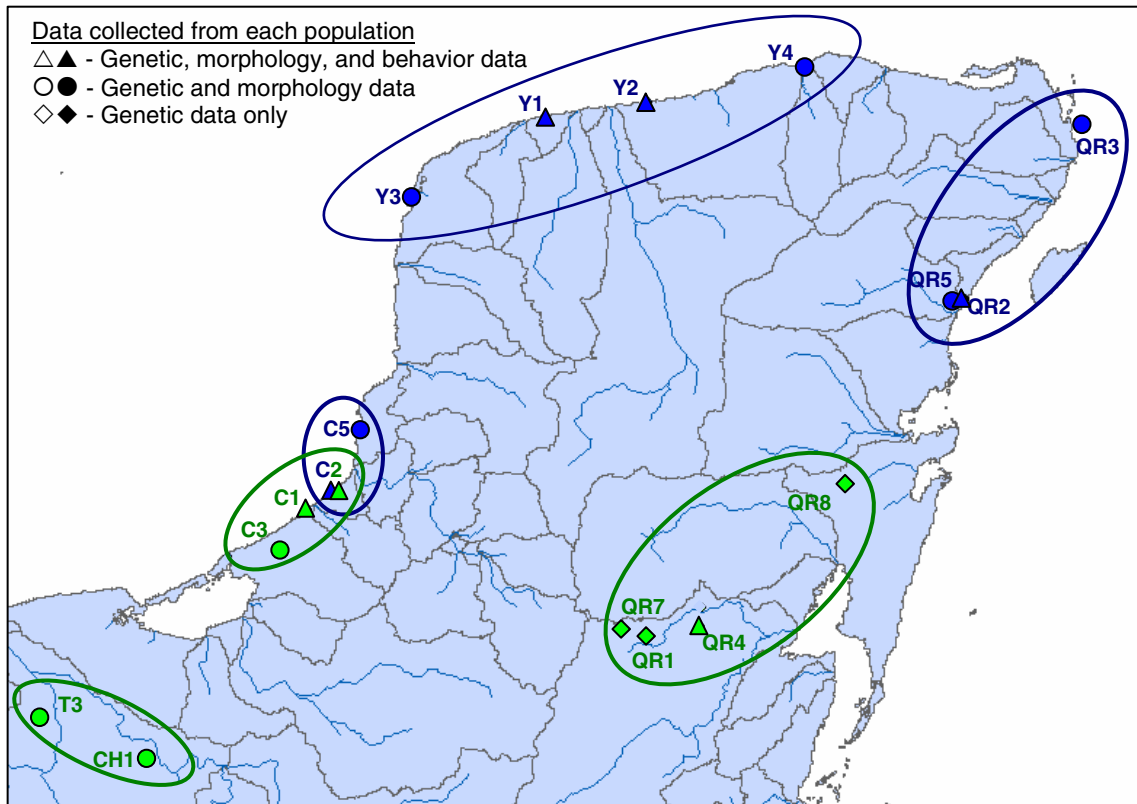 Data collected from each population
△▲ - Genetic, morphology, and behavior data
○● - Genetic and morphology data
◇◆ - Genetic data only
Y4
Y2
Y1
QR3
Y3
QR5
QR2
C5
C2
QR8
C1
C3
QR7
QR1
QR4
T3
CH1